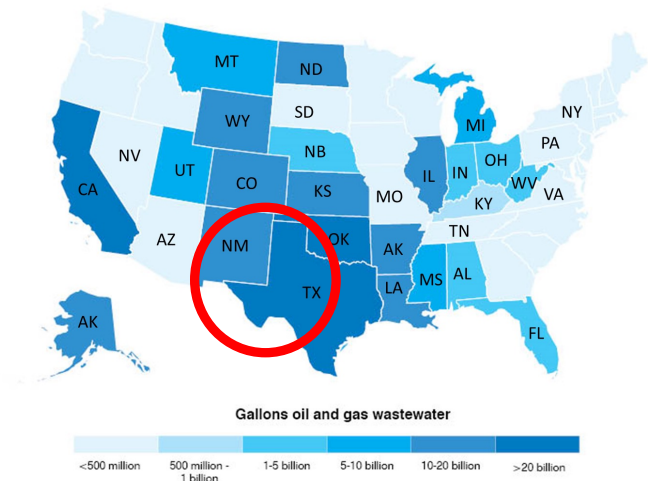 MT
ND
NY
SD
WY
MI
PA
NB
NV
OH
UT
IN
IL
WV
CO
KS
CA
MO
VA
KY
TN
AZ
NM
OK
AK
MS
AL
LA
TX
AK
FL
Gallons oil and gas wastewater
<500 million
500 million -
1 billion
1-5 billion
5-10 billion
10-20 billion
>20 billion